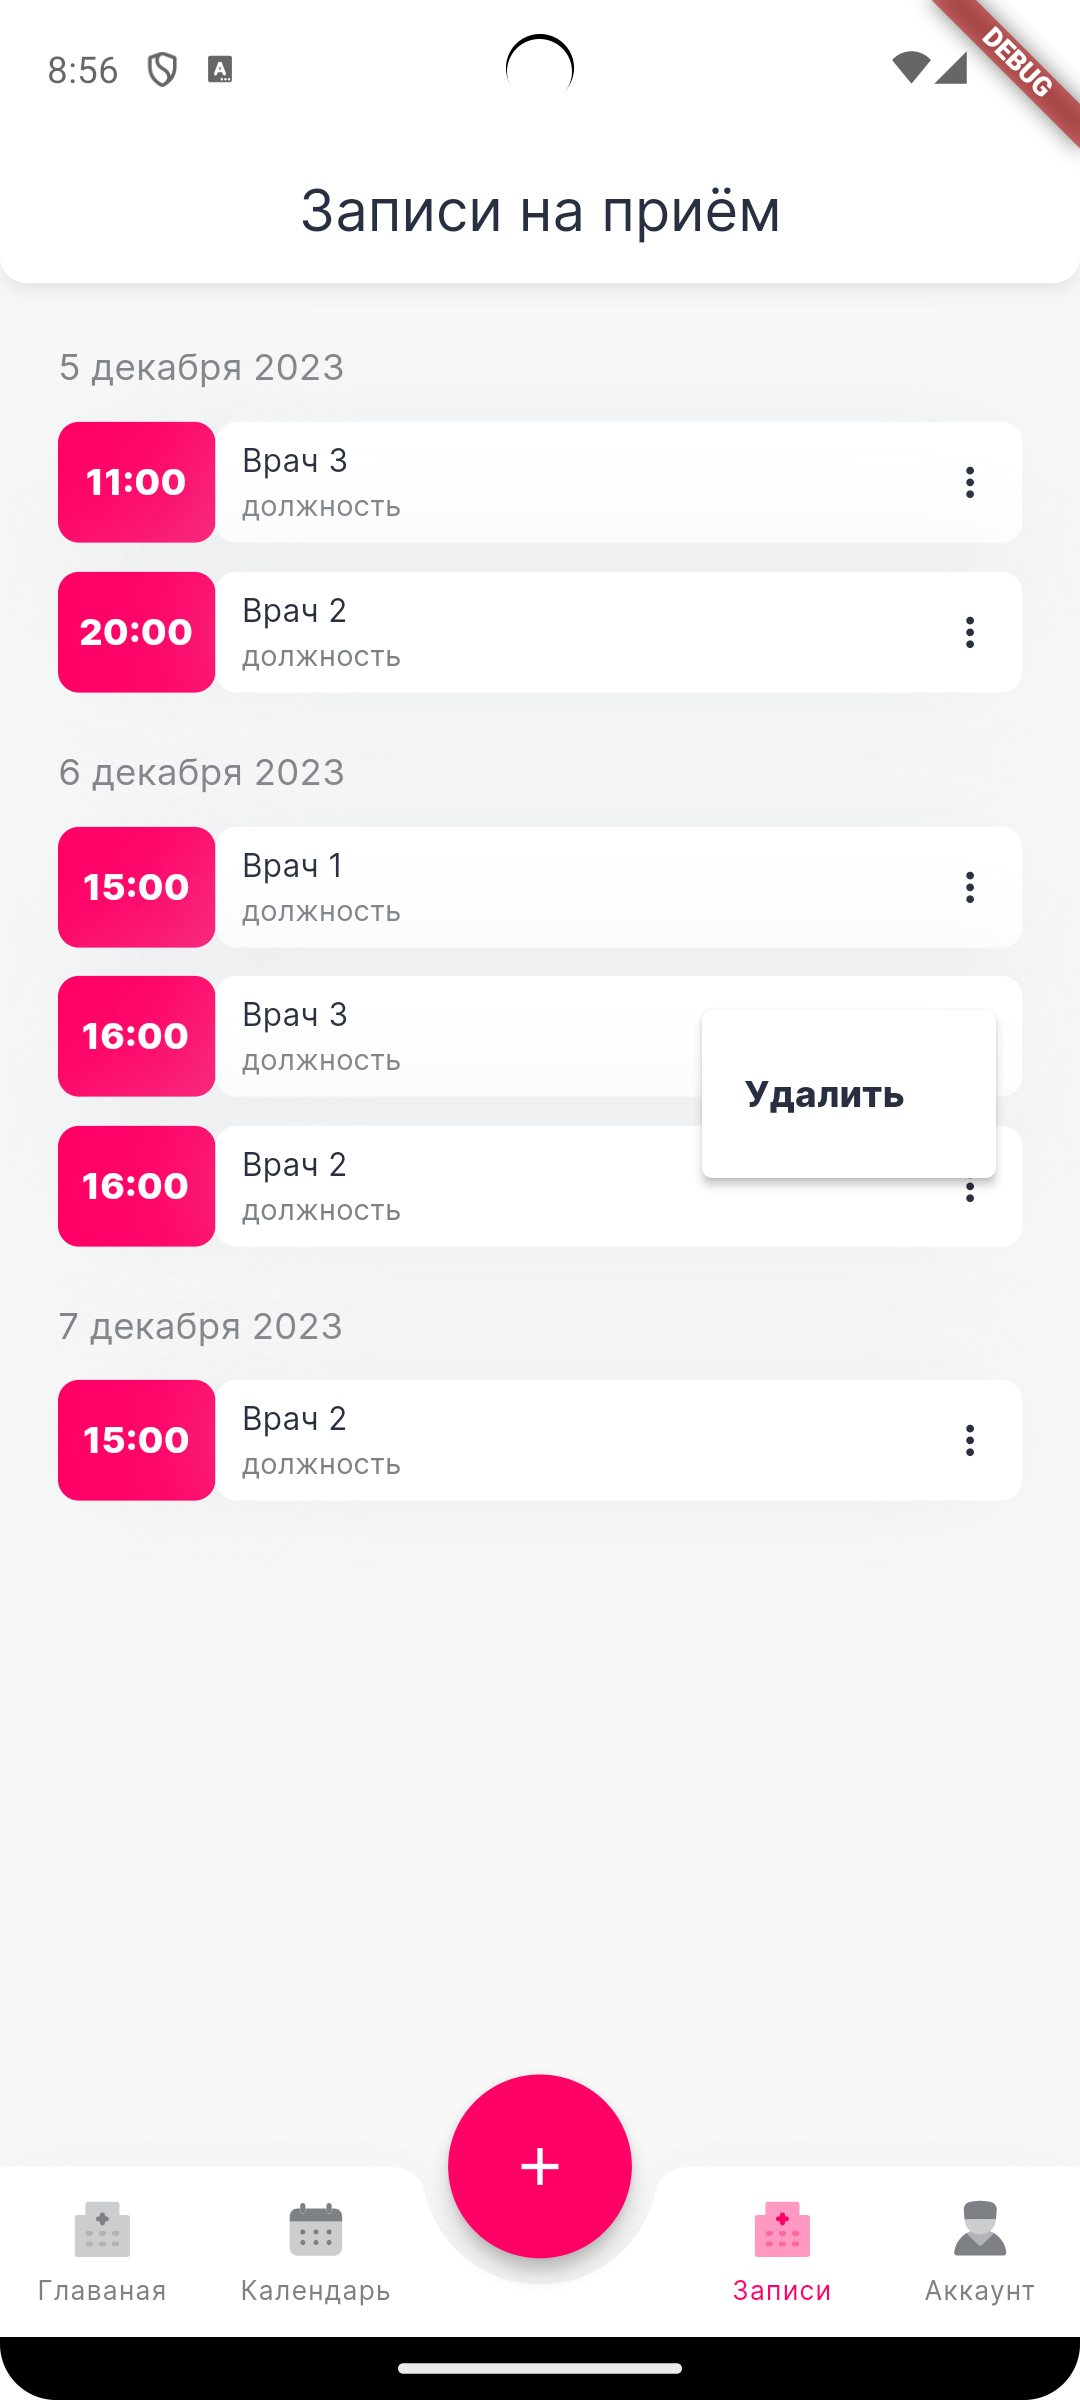 8:56
DEBUG
Записи на приём
5 декабря 2023
11:00
Врач 3
должность
20:00
Врач 2
должность
6 декабря 2023
15:00
Врач 1
должность
16:00
Врач 3
должность
Удалить
16:00
Врач 2
должность
7 декабря 2023
15:00
Врач 2
должность
Главаная
Календарь
Записи
Аккаунт